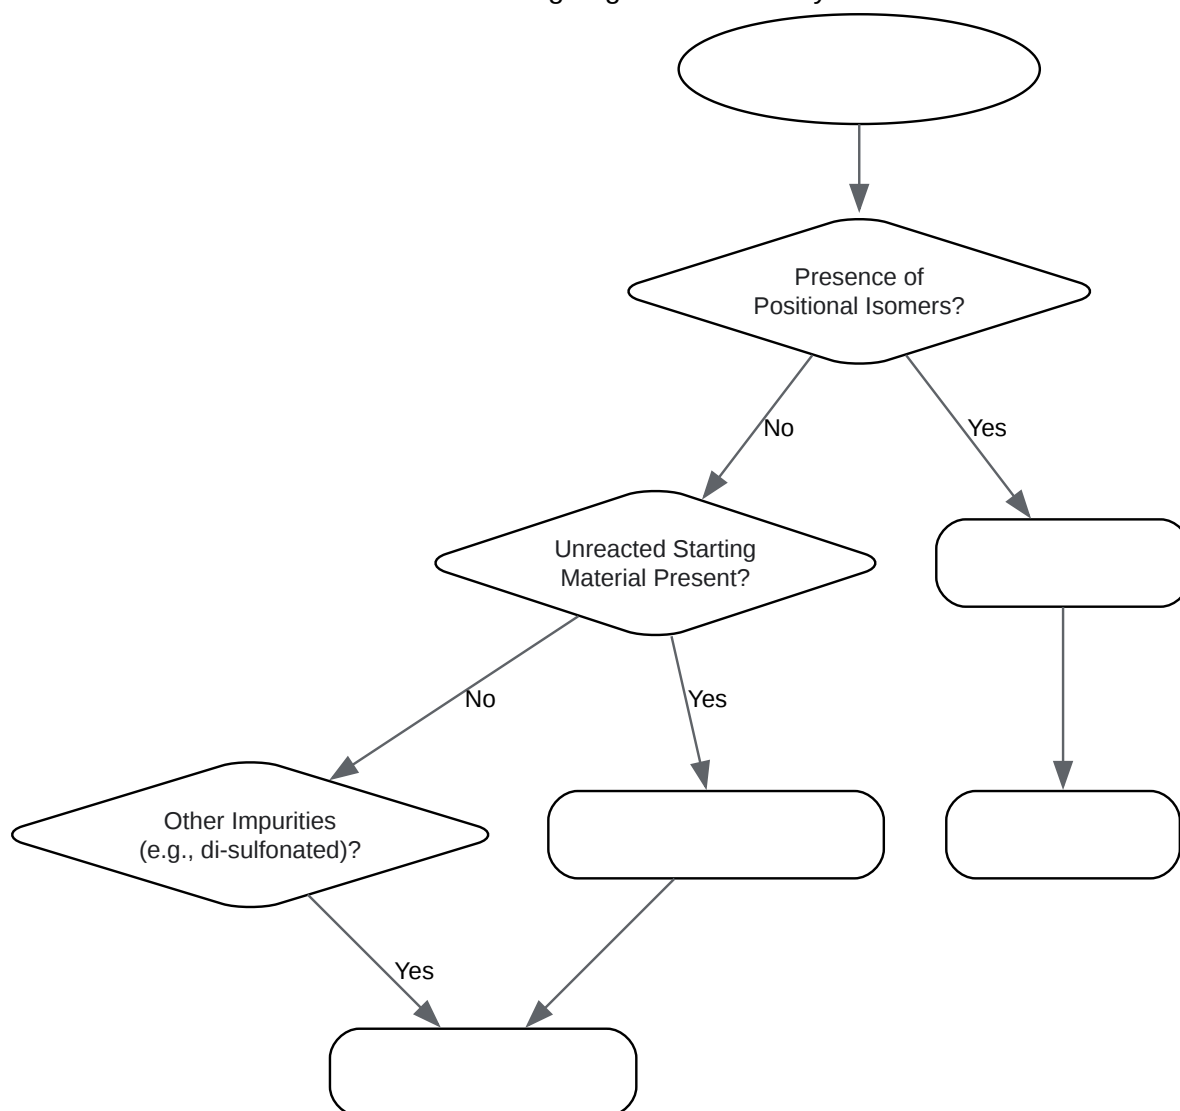 Presence of
Positional Isomers?
No
Yes
Unreacted Starting
Material Present?
No
Yes
Other Impurities
(e.g., di-sulfonated)?
Yes